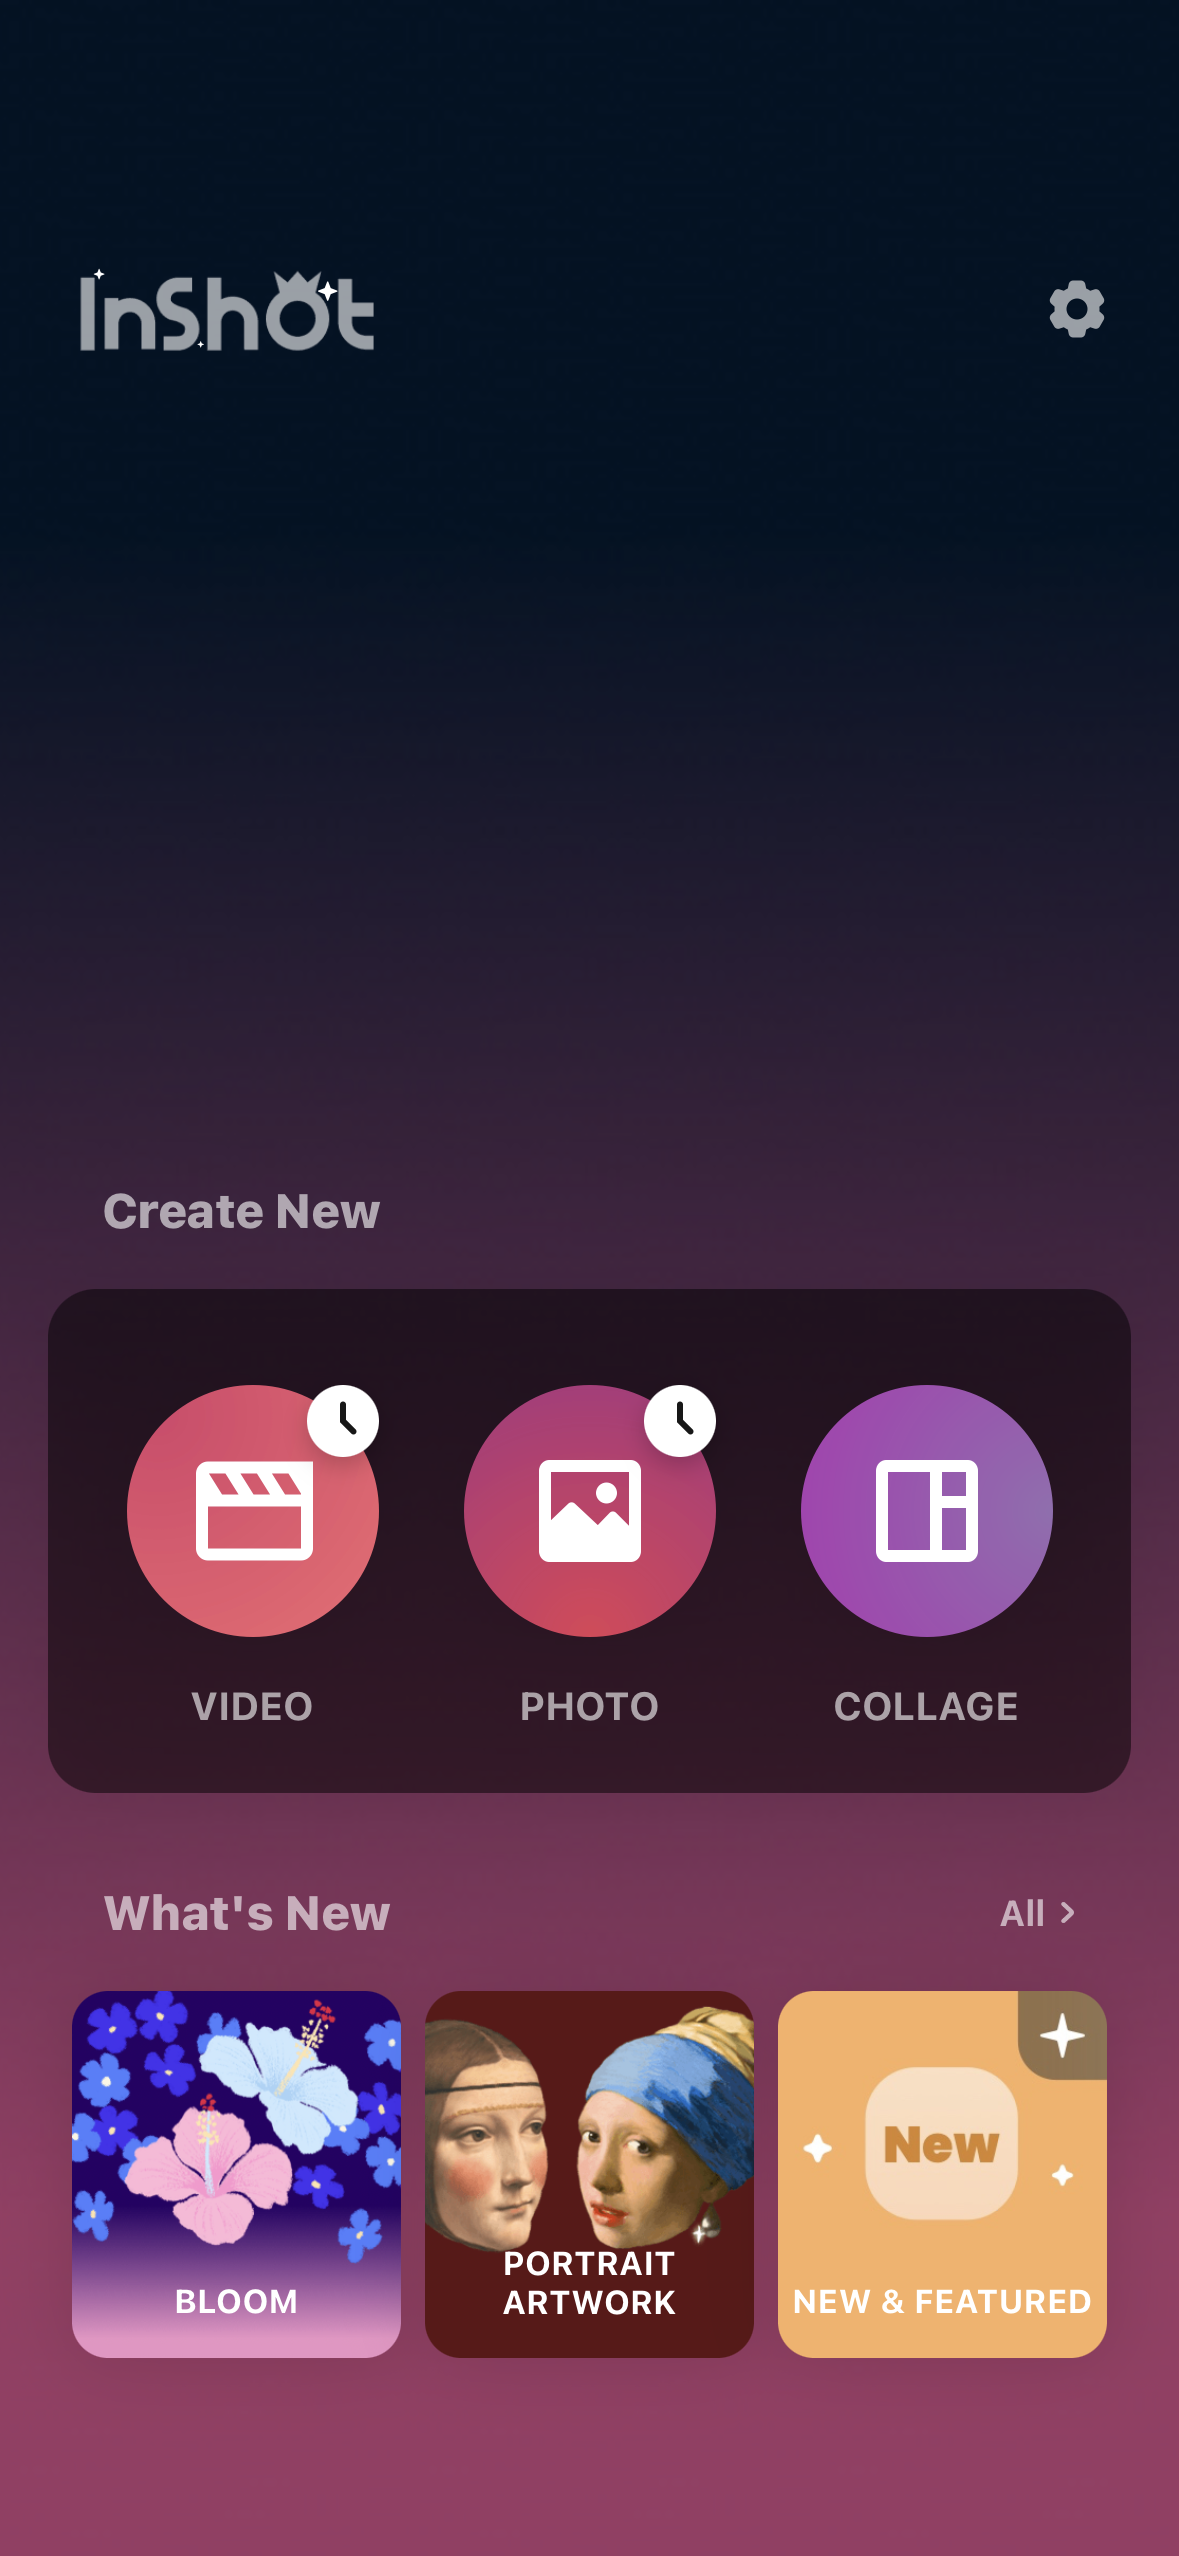 InShOt
Create New
VIDEO
PHOTO
COLLAGE
What's New
All
BLOOM
PORTRAIT
ARTWORK
New
NEW & FEATURED